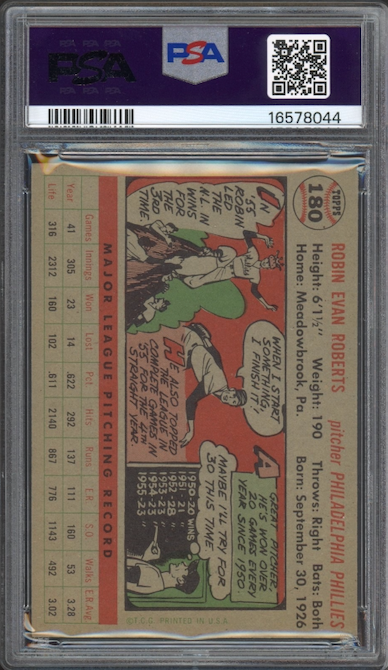 PSA
PSA
16578044
TOPPS
180
ROBIN EVAN ROBERTS pitcher PHILADELPHIA PHILLIES
Height: 6'1½" Weight: 190 Throws: Right Bats: Both
Home: Meadowbrook, Pa. Born: September 30, 1926
IN
'55
ROBIN
LED
THE
N.L. IN
WINS
FOR
THE
3RD
TIME.
WHEN I START
SOMETHING
I FINISH IT,
HE ALSO TOPPED
THE LEAGUE IN
COMPLETE GAMES IN
'55 FOR THE 4TH
STRAIGHT YEAR
A
GREAT PITCHER,
HE'S WON OVER
20 GAMES EVERY
YEAR SINCE 1950.
MAYBE I'LL TRY FOR
30 THIS TIME
WINS
1950-20
1951-21
1952-28
1953-23
1954-23
1955-23
MAJOR LEAGUE PITCHING RECORD
Games Innings Won Lost Pct. Hits Runs E.R. S.O. Walks E.R.Avg.
Year 41 305 23 14 .622 292 137 111 160 53 3.28
Life 316 2312 160 102 .611 2140 867 776 1143 492 3.02
© T.C.G. PRINTED IN U.S.A.